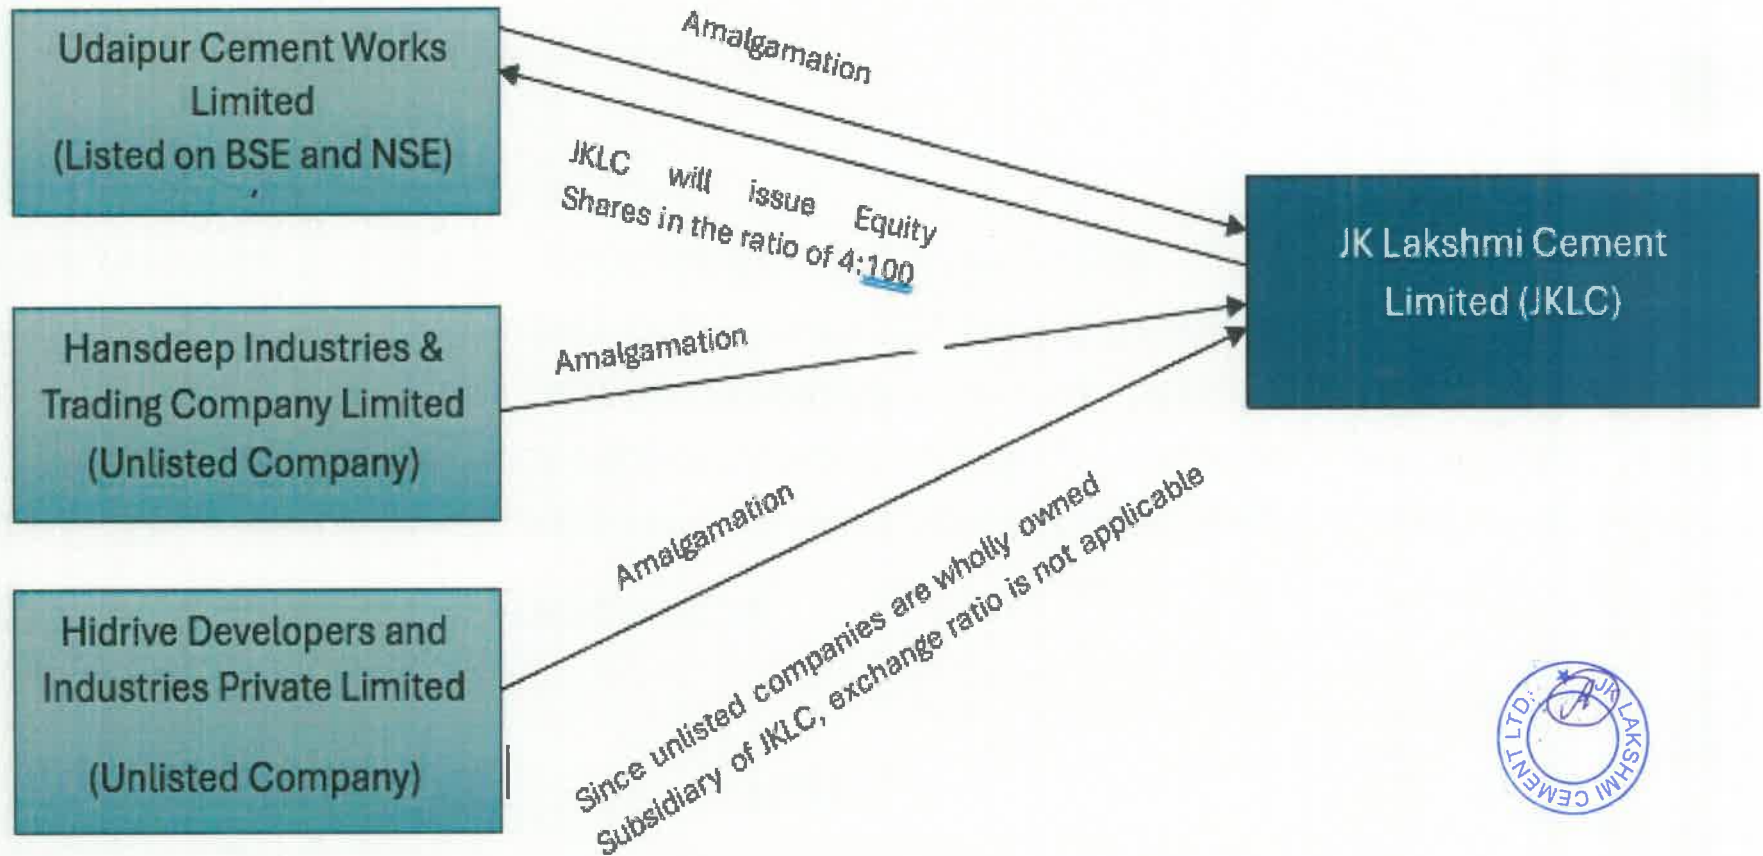 Udaipur Cement Works
Limited
(Listed on BSE and NSE)
Amalgamation
JKLC will issue Equity
Shares in the ratio of 4:100
JK Lakshmi Cement
Limited (JKLC)
Hansdeep Industries &
Trading Company Limited
(Unlisted Company)
Amalgamation
Hidrive Developers and
Industries Private Limited
(Unlisted Company)
Amalgamation
Since unlisted companies are wholly owned
Subsidiary of JKLC, exchange ratio is not applicable
JK LAKSHMI CEMENT LTD.